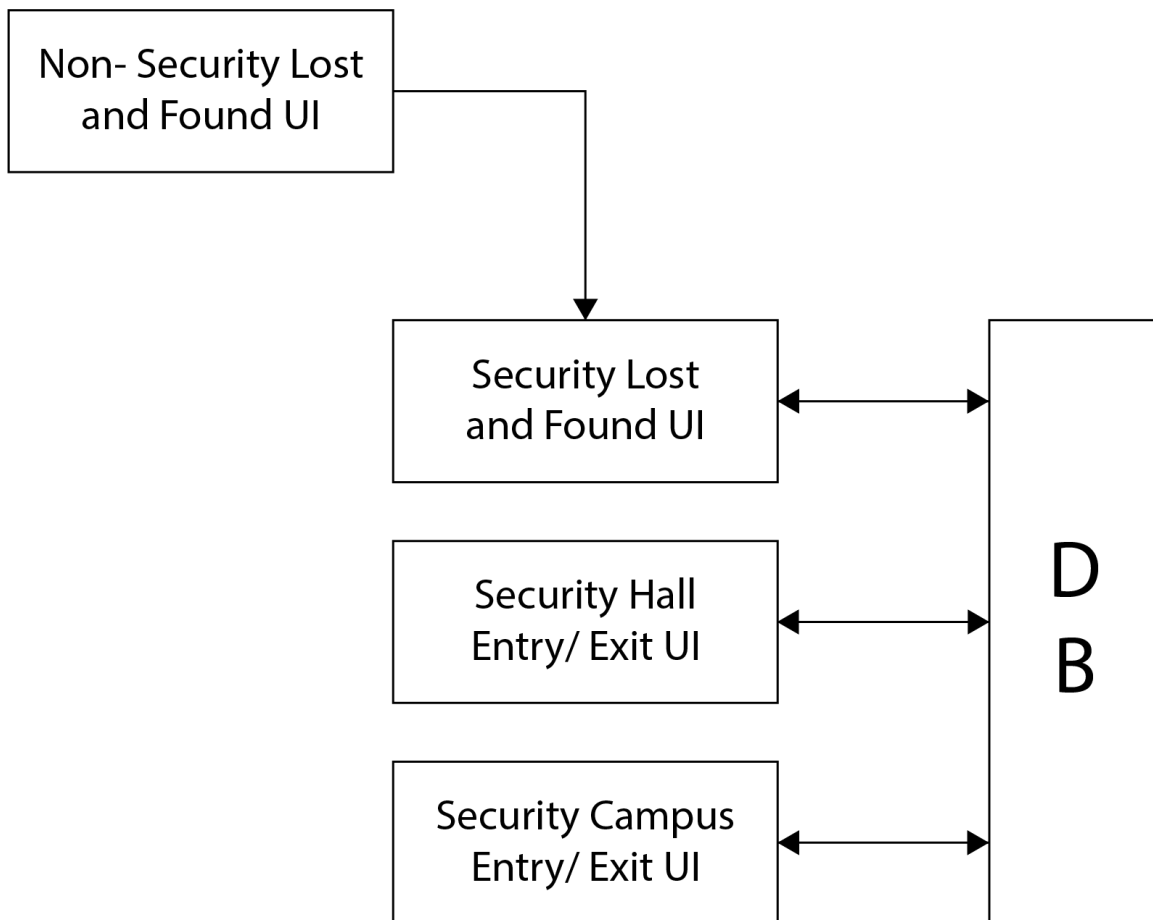 Non- Security Lost
and Found UI
Security Lost
and Found UI
Security Hall
Entry/ Exit UI
Security Campus
Entry/ Exit UI
D
B